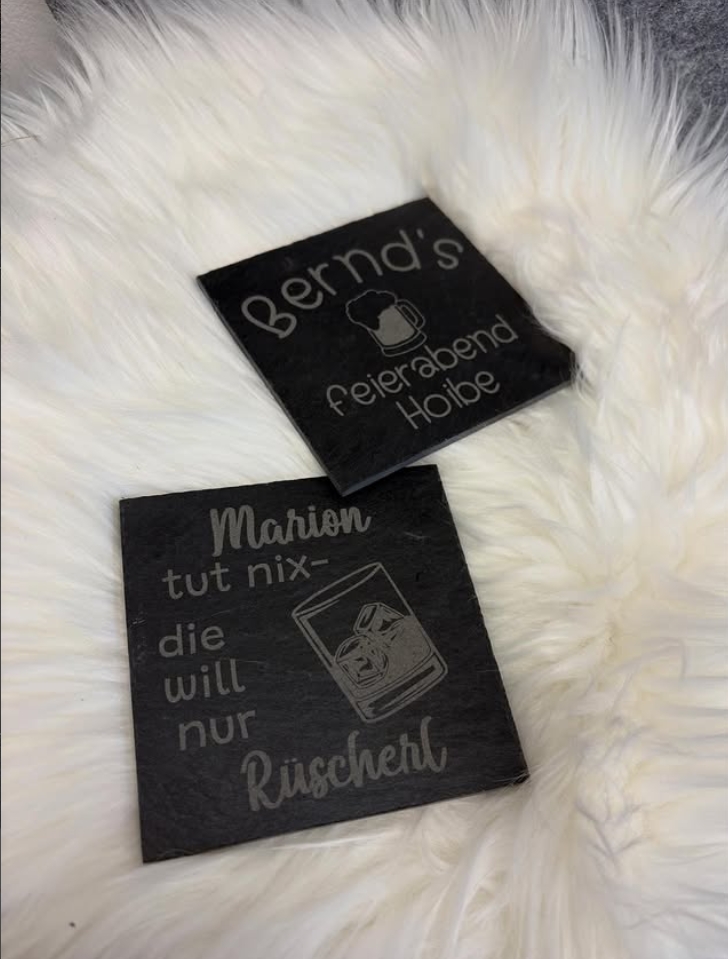 Bernd's
feierabend
Hoibe
Marion
tut nix-
die
will
nur
Rüscherl